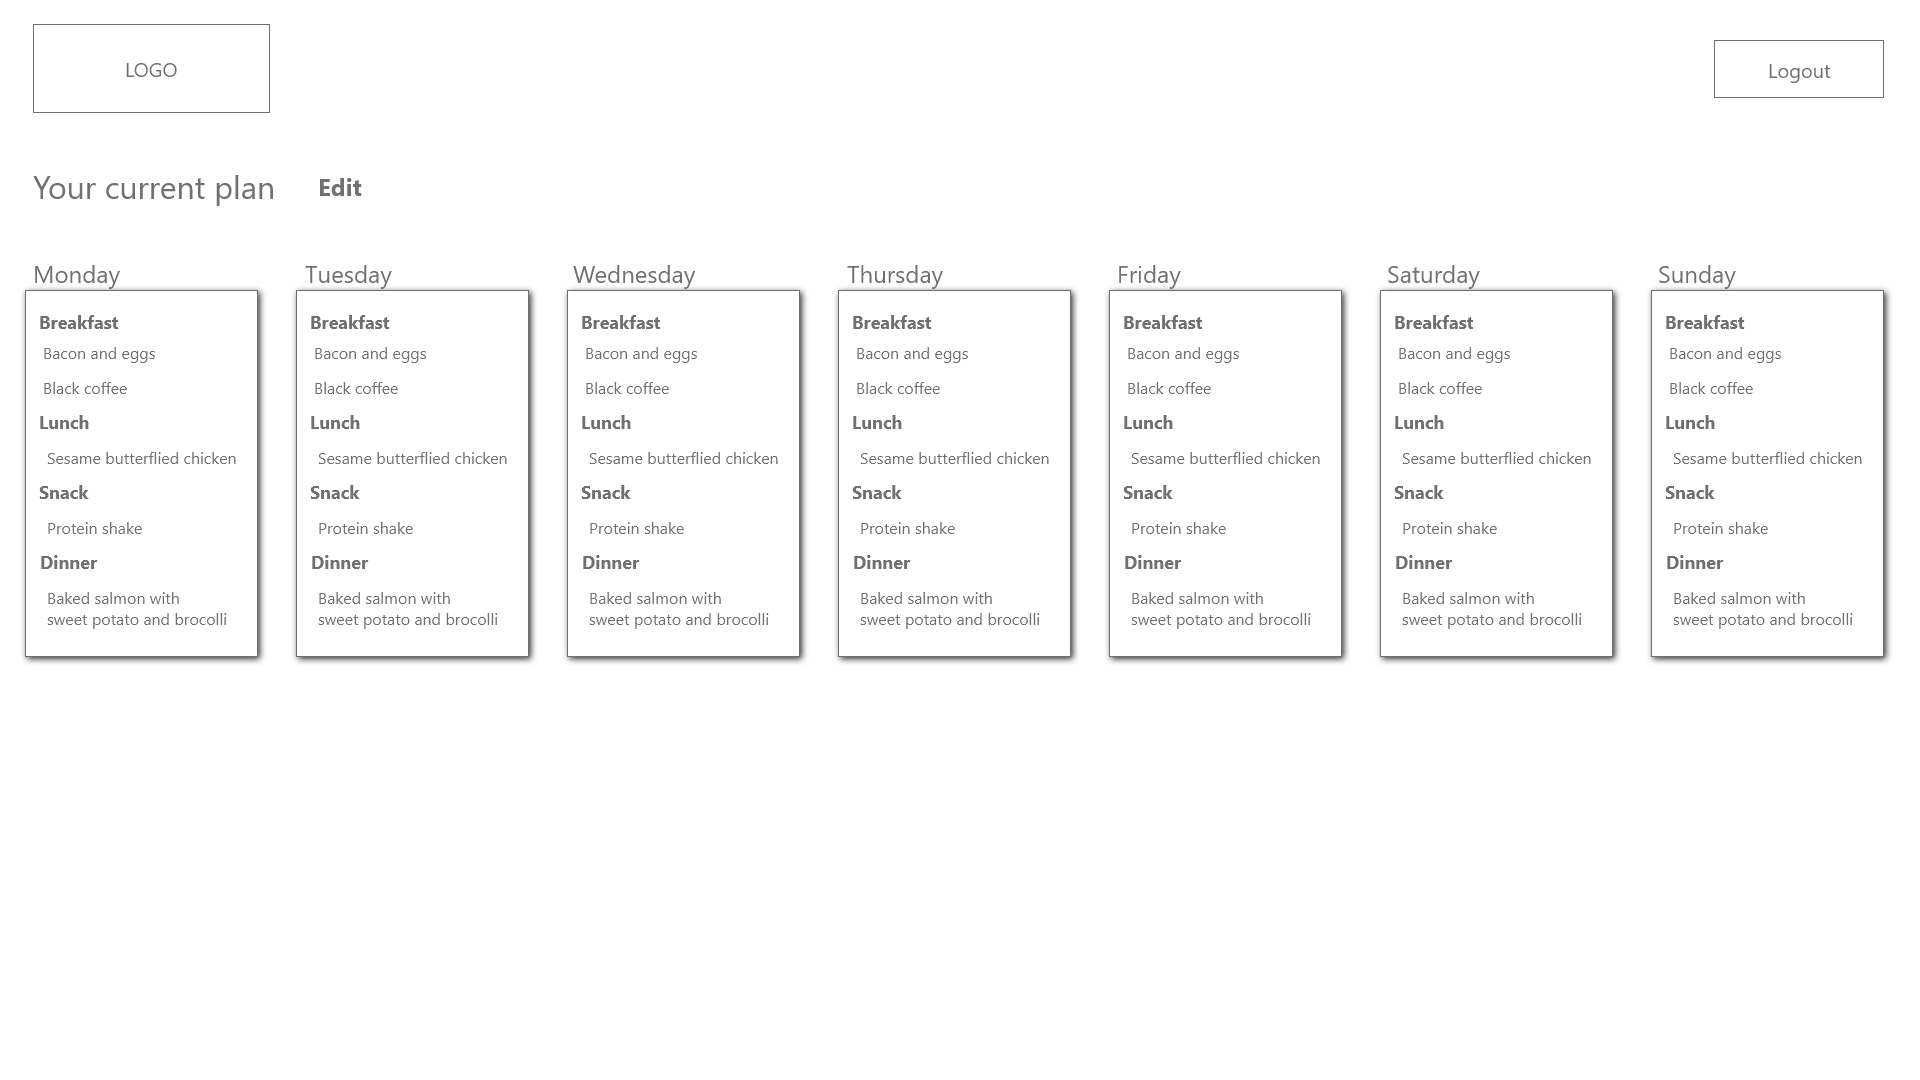 LOGO
Logout
Your current plan
Edit
Monday
Breakfast
Bacon and eggs
Black coffee
Lunch
Sesame butterflied chicken
Snack
Protein shake
Dinner
Baked salmon with
sweet potato and brocolli
Tuesday
Breakfast
Bacon and eggs
Black coffee
Lunch
Sesame butterflied chicken
Snack
Protein shake
Dinner
Baked salmon with
sweet potato and brocolli
Wednesday
Breakfast
Bacon and eggs
Black coffee
Lunch
Sesame butterflied chicken
Snack
Protein shake
Dinner
Baked salmon with
sweet potato and brocolli
Thursday
Breakfast
Bacon and eggs
Black coffee
Lunch
Sesame butterflied chicken
Snack
Protein shake
Dinner
Baked salmon with
sweet potato and brocolli
Friday
Breakfast
Bacon and eggs
Black coffee
Lunch
Sesame butterflied chicken
Snack
Protein shake
Dinner
Baked salmon with
sweet potato and brocolli
Saturday
Breakfast
Bacon and eggs
Black coffee
Lunch
Sesame butterflied chicken
Snack
Protein shake
Dinner
Baked salmon with
sweet potato and brocolli
Sunday
Breakfast
Bacon and eggs
Black coffee
Lunch
Sesame butterflied chicken
Snack
Protein shake
Dinner
Baked salmon with
sweet potato and brocolli